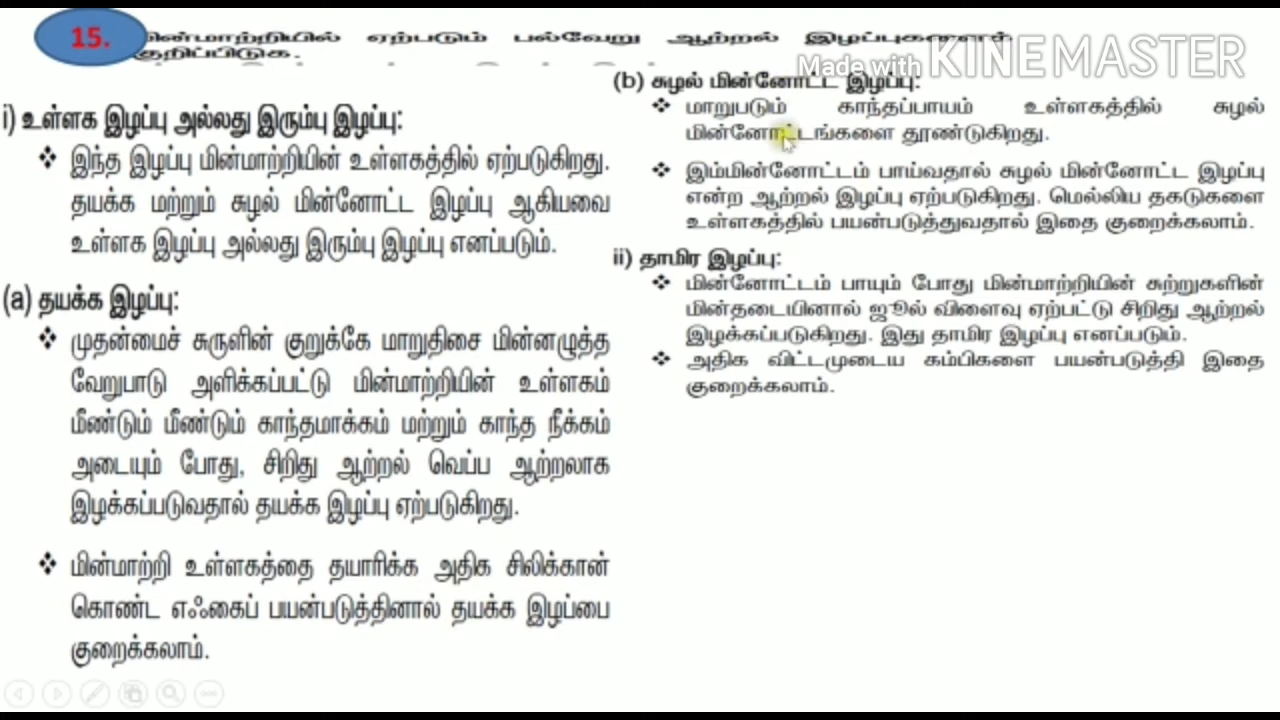 15.
மின்மாற்றியில் ஏற்படும் பல்வேறு ஆற்றல் இழப்புகளைக்
குறிப்பிடுக.
Made with KINEMASTER
i) உள்ளக இழப்பு அல்லது இரும்பு இழப்பு:
❖ இந்த இழப்பு மின்மாற்றியின் உள்ளகத்தில் ஏற்படுகிறது.
தயக்க மற்றும் சுழல் மின்னோட்ட இழப்பு ஆகியவை
உள்ளக இழப்பு அல்லது இரும்பு இழப்பு எனப்படும்.
(a) தயக்க இழப்பு:
❖ முதன்மைச் சுருளின் குறுக்கே மாறுதிசை மின்னழுத்த
வேறுபாடு அளிக்கப்பட்டு மின்மாற்றியின் உள்ளகம்
மீண்டும் மீண்டும் காந்தமாக்கம் மற்றும் காந்த நீக்கம்
அடையும் போது, சிறிது ஆற்றல் வெப்ப ஆற்றலாக
இழக்கப்படுவதால் தயக்க இழப்பு ஏற்படுகிறது.
❖ மின்மாற்றி உள்ளகத்தை தயாரிக்க அதிக சிலிக்கான்
கொண்ட எஃகைப் பயன்படுத்தினால் தயக்க இழப்பை
குறைக்கலாம்.
(b) சுழல் மின்னோட்ட இழப்பு:
❖ மாறுபடும் காந்தப்பாயம் உள்ளகத்தில் சுழல்
மின்னோட்டங்களை தூண்டுகிறது.
❖ இம்மின்னோட்டம் பாய்வதால் சுழல் மின்னோட்ட இழப்பு
என்ற ஆற்றல் இழப்பு ஏற்படுகிறது. மெல்லிய தகடுகளை
உள்ளகத்தில் பயன்படுத்துவதால் இதை குறைக்கலாம்.
ii) தாமிர இழப்பு:
❖ மின்னோட்டம் பாயும் போது மின்மாற்றியின் சுற்றுகளின்
மின்தடையினால் ஜூல் விளைவு ஏற்பட்டு சிறிது ஆற்றல்
இழக்கப்படுகிறது. இது தாமிர இழப்பு எனப்படும்.
❖ அதிக விட்டமுடைய கம்பிகளை பயன்படுத்தி இதை
குறைக்கலாம்.